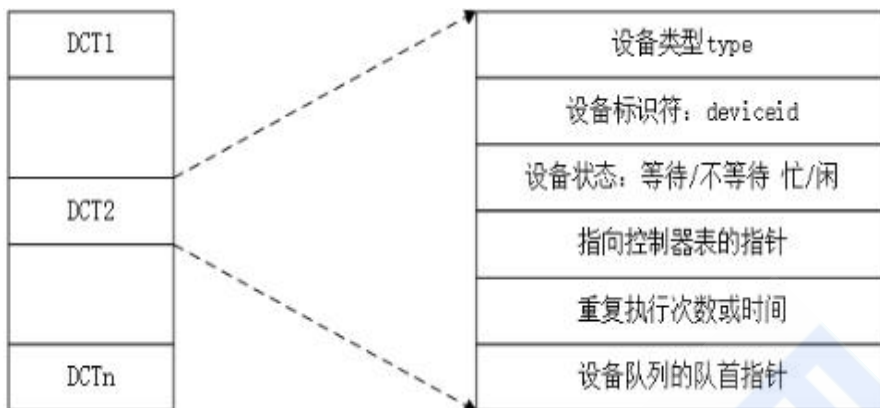 DCT1
DCT2
DCTn
设备类型type
设备标识符：deviceid
设备状态：等待/不等待 忙/闲
指向控制器表的指针
重复执行次数或时间
设备队列的队首指针